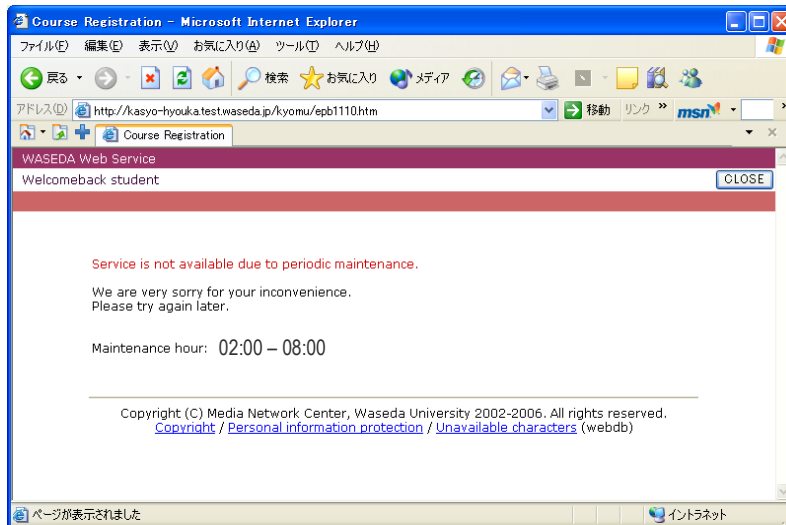 Course Registration - Microsoft Internet Explorer
ファイル(F) 編集(E) 表示(V) お気に入り(A) ツール(T) ヘルプ(H)
戻る 検索 お気に入り メディア
アドレス(D) http://kasyo-hyouka.test.waseda.jp/kyomu/epb1110.htm 移動 リンク » msn »
Course Registration
WASEDA Web Service
Welcomeback student CLOSE
Service is not available due to periodic maintenance.
We are very sorry for your inconvenience.
Please try again later.
Maintenance hour: 02:00 – 08:00
Copyright (C) Media Network Center, Waseda University 2002-2006. All rights reserved.
Copyright / Personal information protection / Unavailable characters (webdb)
ページが表示されました イントラネット